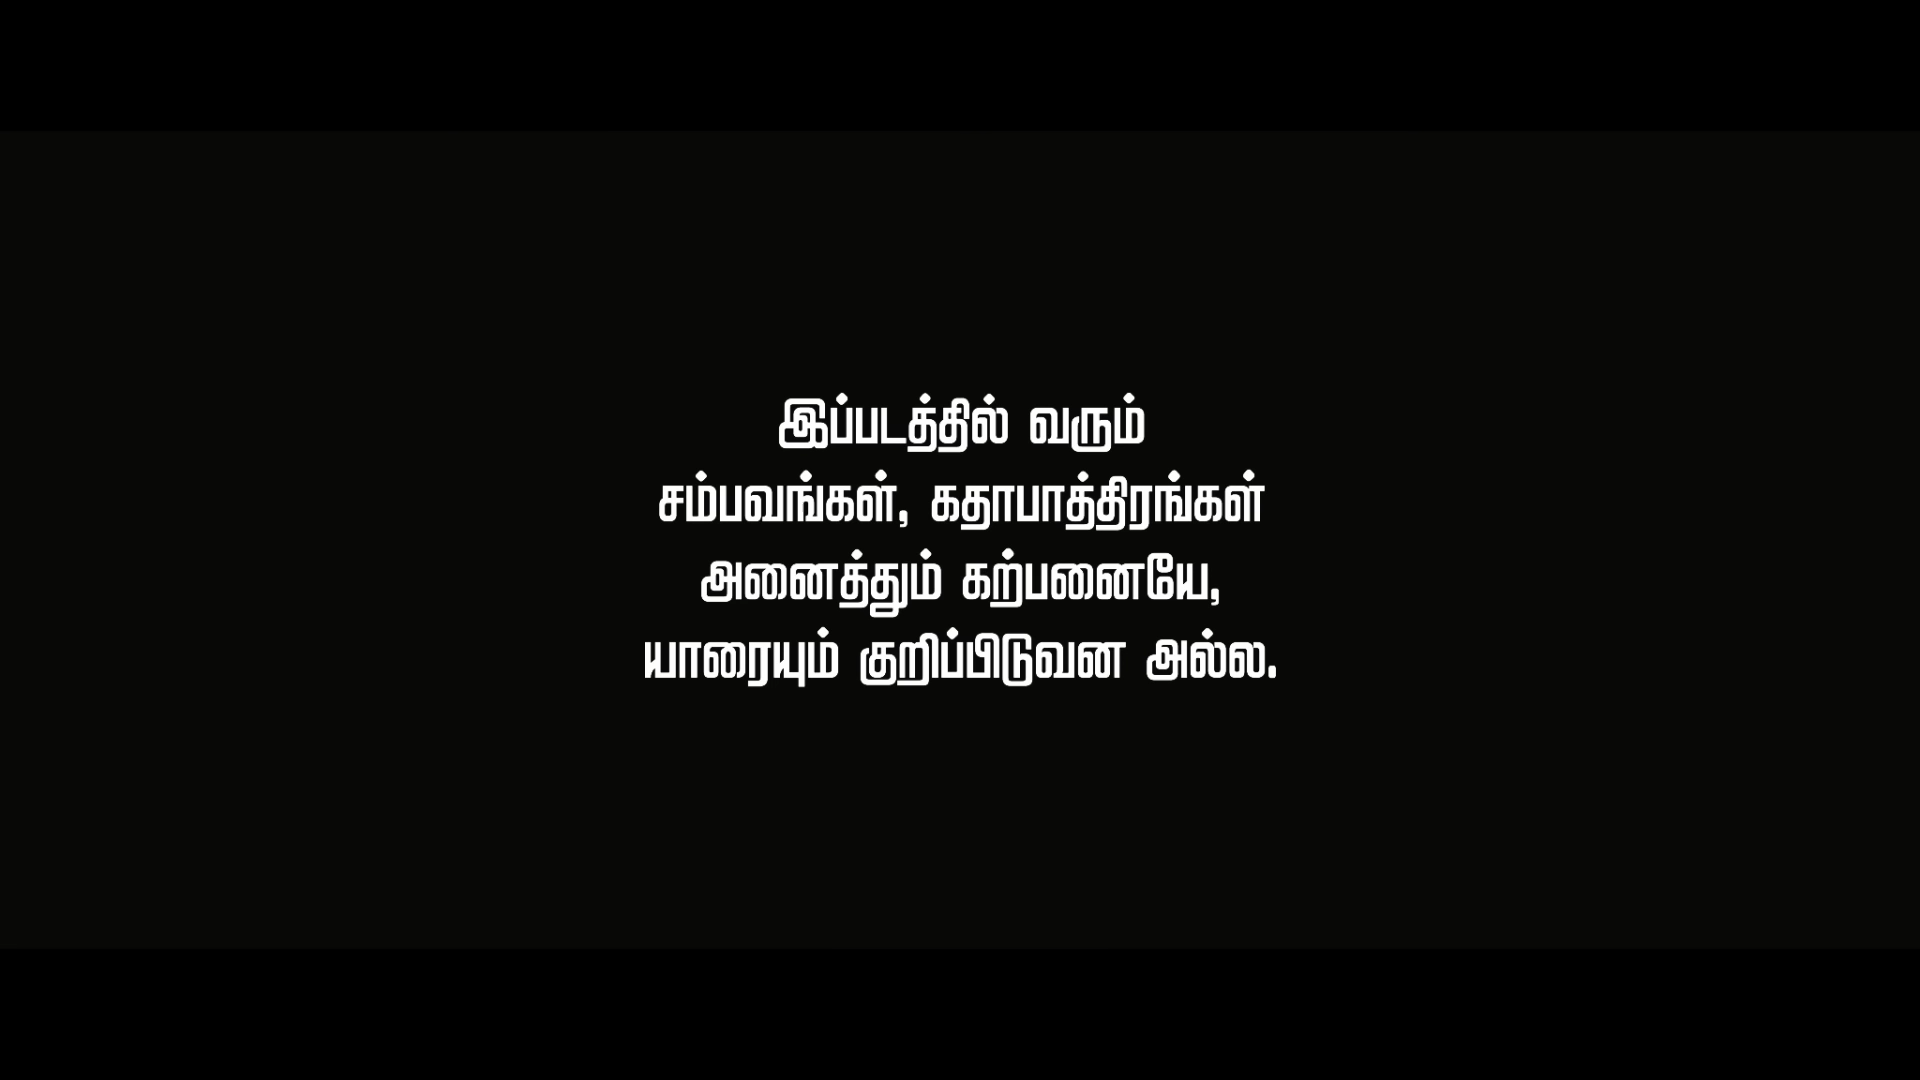 இப்படத்தில் வரும்
சம்பவங்கள், கதாபாத்திரங்கள்
அனைத்தும் கற்பனையே,
யாரையும் குறிப்பிடுவன அல்ல.